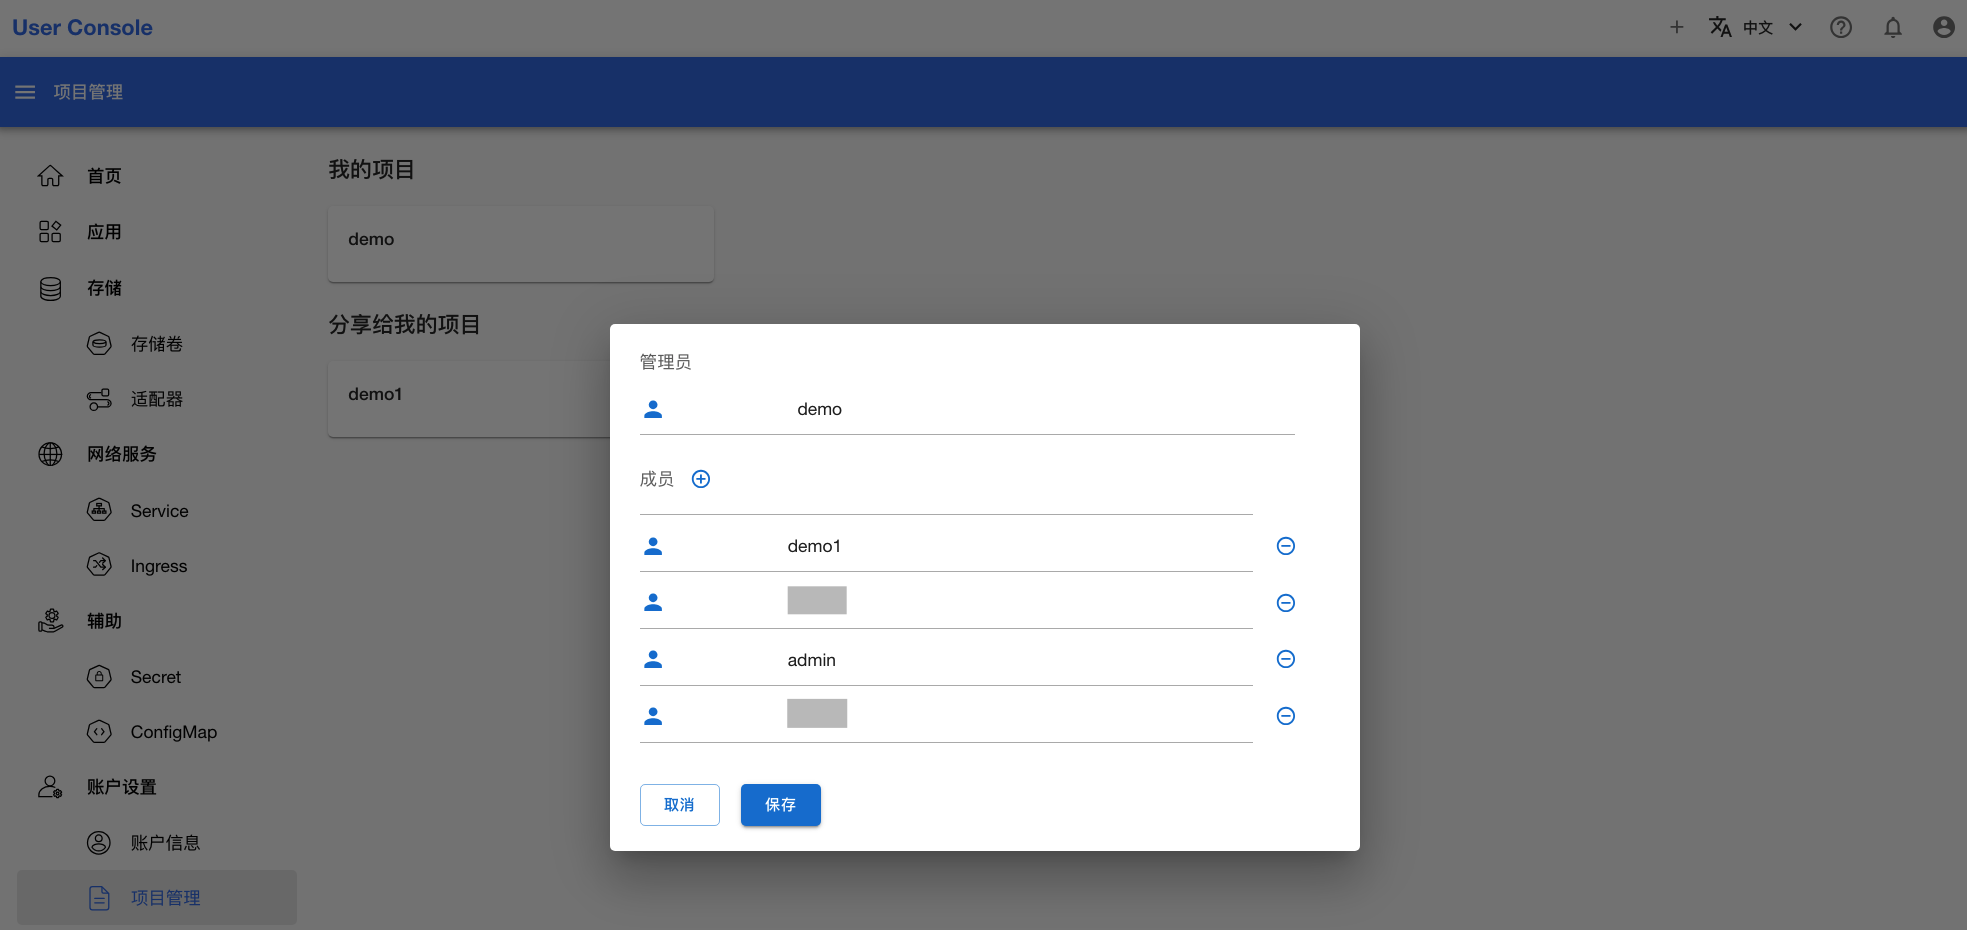 User Console
中文
项目管理
首页
应用
存储
存储卷
适配器
网络服务
Service
Ingress
辅助
Secret
ConfigMap
账户设置
账户信息
项目管理
我的项目
demo
分享给我的项目
demo1
管理员
demo
成员
demo1
admin
取消
保存